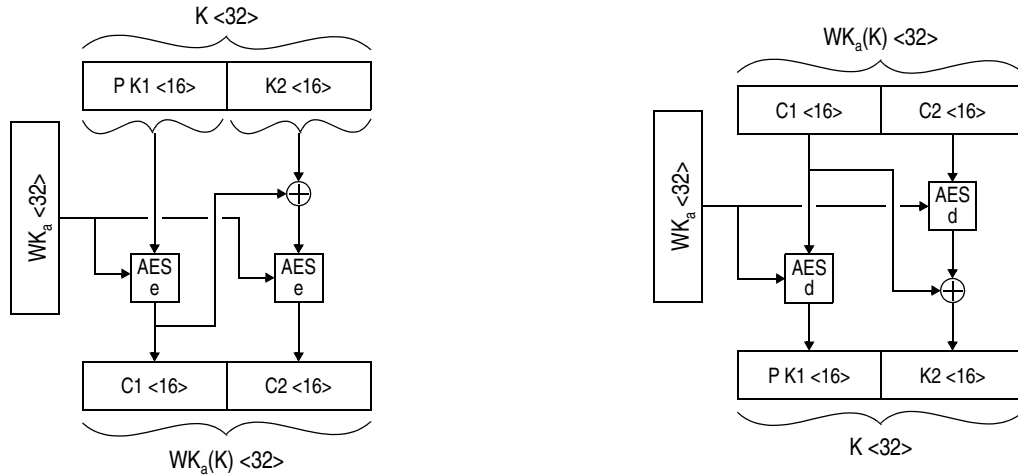 K <32>
P K1 <16>
K2 <16>
WKa <32>
AES
e
AES
e
C1 <16>
C2 <16>
WKa(K) <32>
WKa(K) <32>
C1 <16>
C2 <16>
WKa <32>
AES
d
AES
d
P K1 <16>
K2 <16>
K <32>